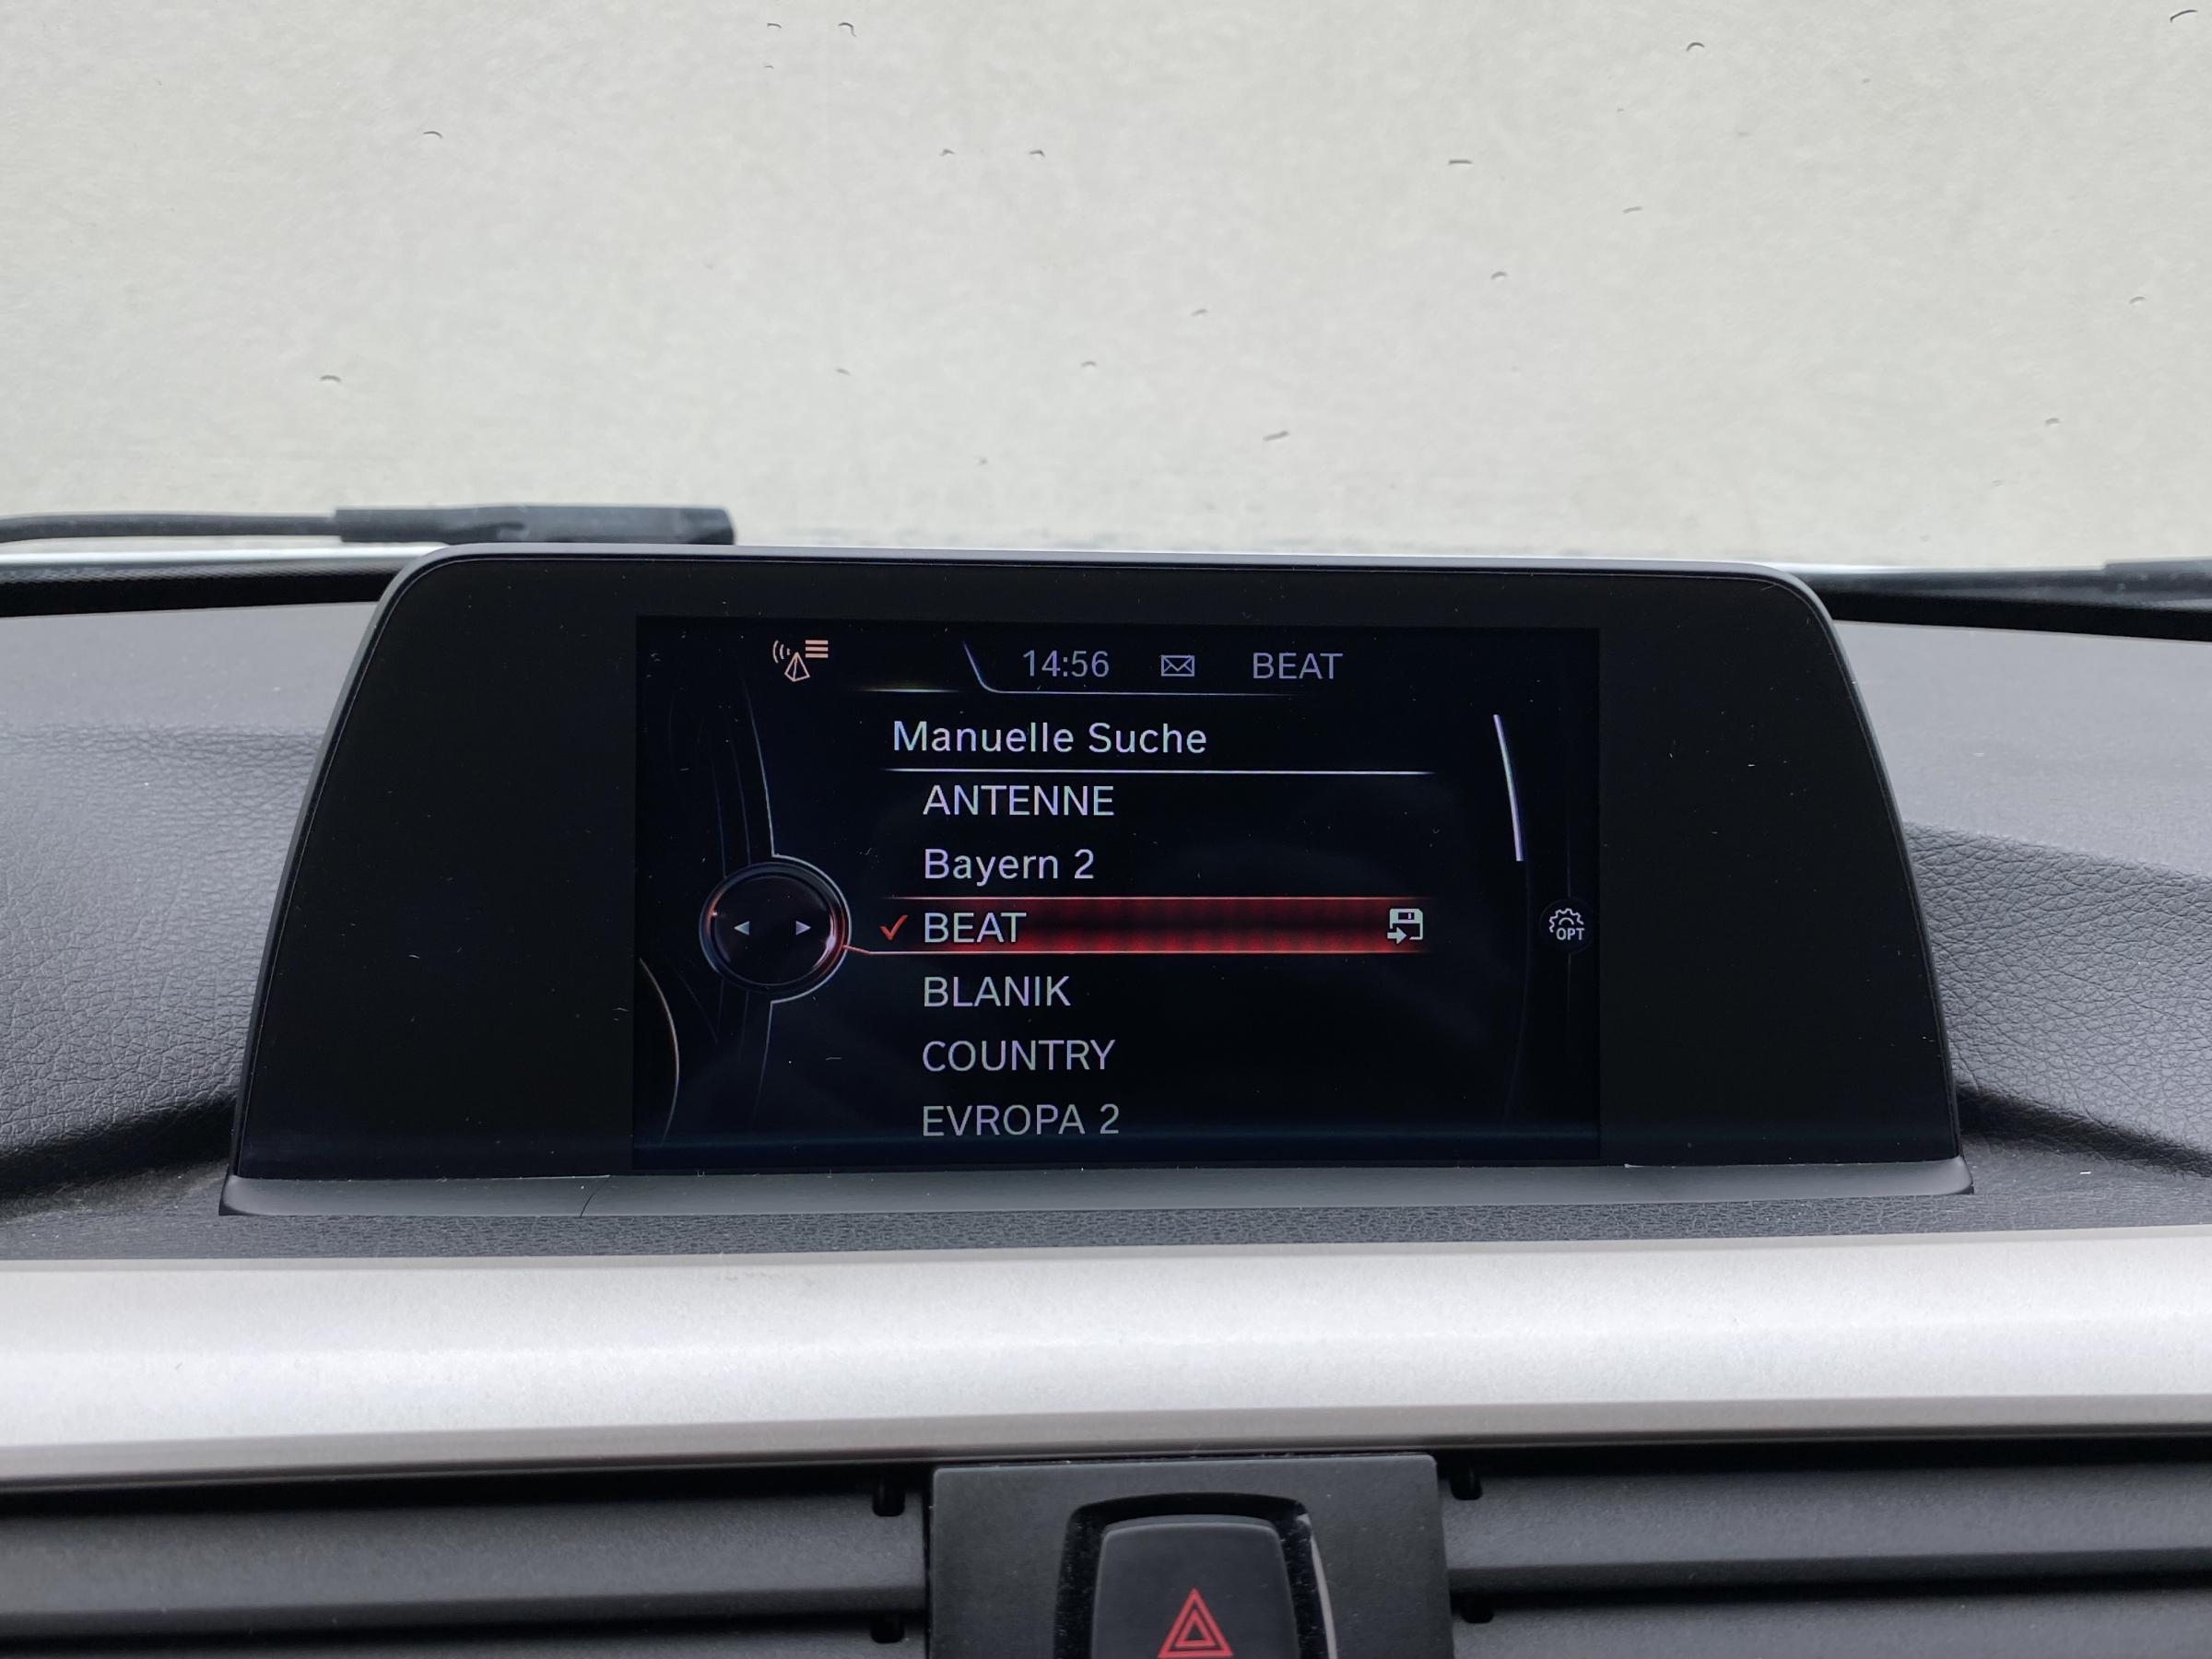 14:56 BEAT
Manuelle Suche
ANTENNE
Bayern 2
BEAT
OPT
BLANIK
COUNTRY
EVROPA 2